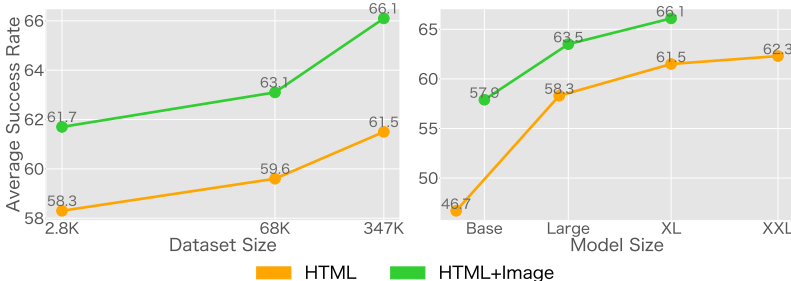 Average Success Rate
66
64
62
60
58
61.7
63.1
66.1
58.3
59.6
61.5
2.8K
68K
347K
Dataset Size
65
60
55
50
57.9
63.5
66.1
46.7
58.3
61.5
62.3
Base
Large
XL
XXL
Model Size
HTML
HTML+Image